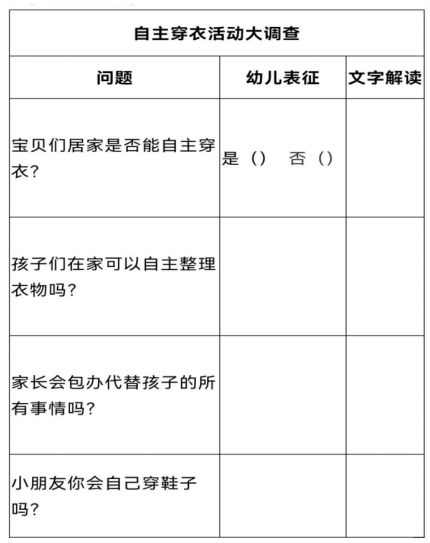 自主穿衣活动大调查
问题 幼儿表征 文字解读
宝贝们居家是否能自主穿
衣？
是（） 否（）
孩子们在家可以自主整理
衣物吗？
家长会包办代替孩子的所
有事情吗？
小朋友你会自己穿鞋子
吗？